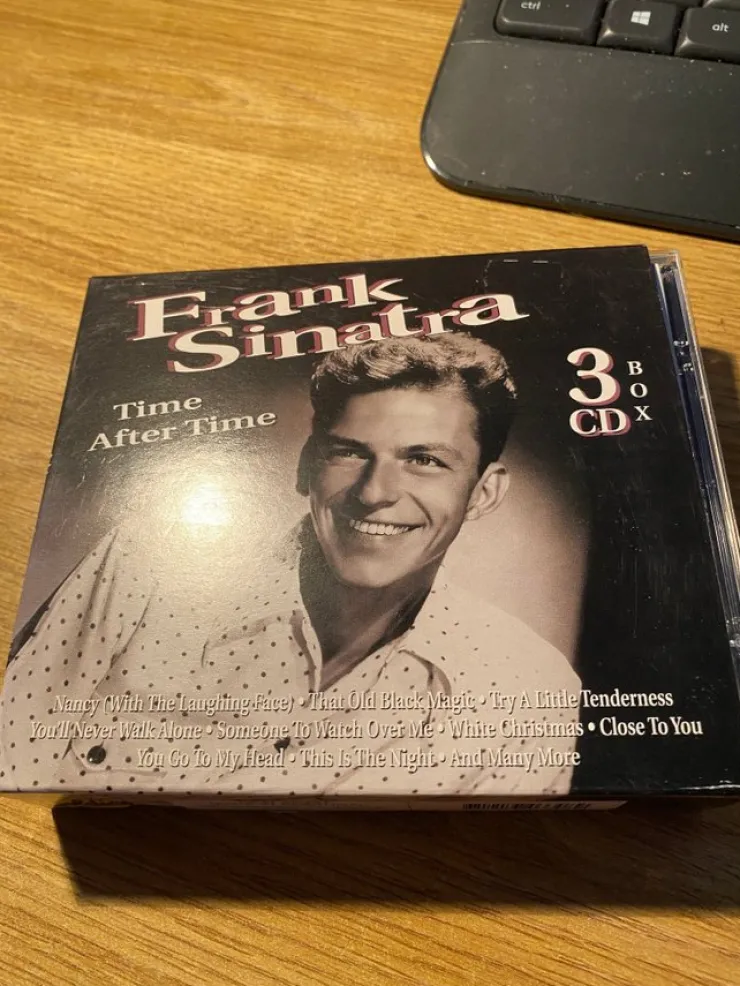 ctrl
alt
Frank
Sinatra
Time
After Time
3
CD
BOX
Nancy (With The Laughing Face) • That Old Black Magic • Try A Little Tenderness
You'll Never Walk Alone • Someone To Watch Over Me • White Christmas • Close To You
You Go To My Head • This Is The Night • And Many More